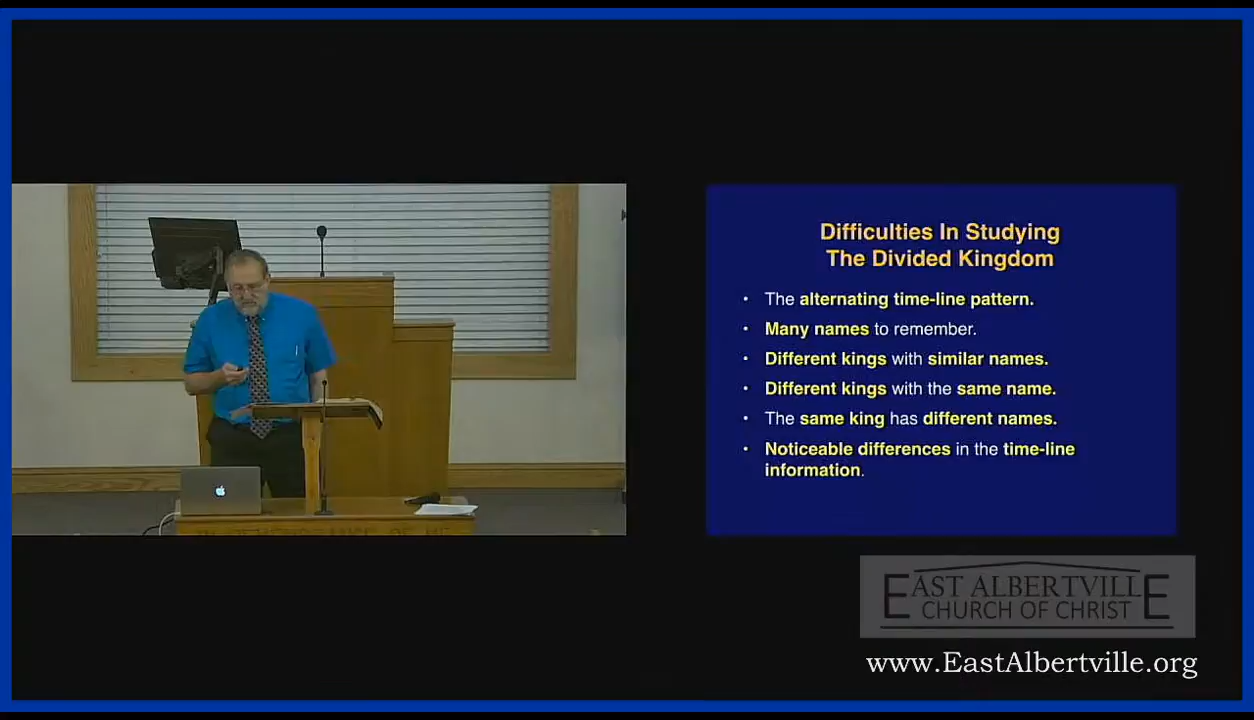 Difficulties In Studying
The Divided Kingdom
• The alternating time-line pattern.
• Many names to remember.
• Different kings with similar names.
• Different kings with the same name.
• The same king has different names.
• Noticeable differences in the time-line
information.
EAST ALBERTVILLE
CHURCH OF CHRIST
www.EastAlbertville.org